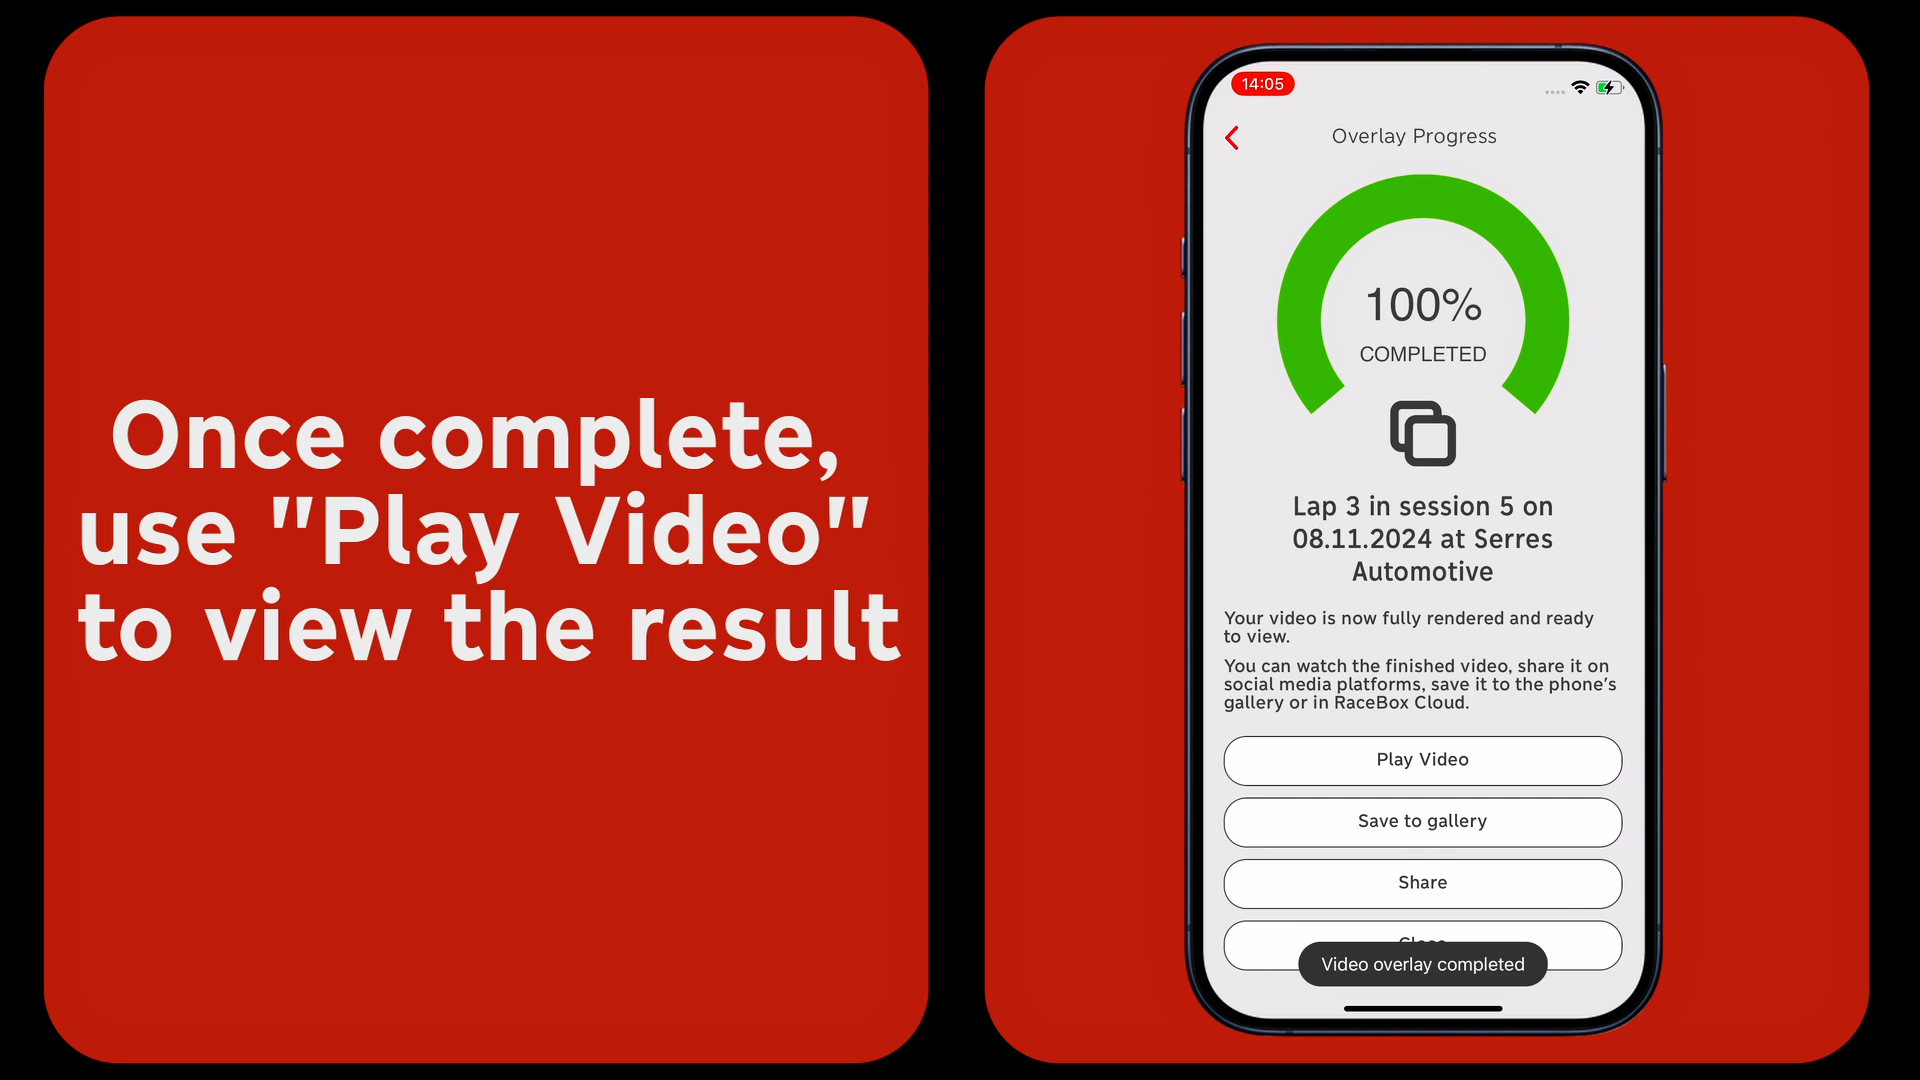 Once complete,
use "Play Video"
to view the result
14:05
Overlay Progress
100%
COMPLETED
Lap 3 in session 5 on
08.11.2024 at Serres
Automotive
Your video is now fully rendered and ready
to view.
You can watch the finished video, share it on
social media platforms, save it to the phone's
gallery or in RaceBox Cloud.
Play Video
Save to gallery
Share
Close
Video overlay completed